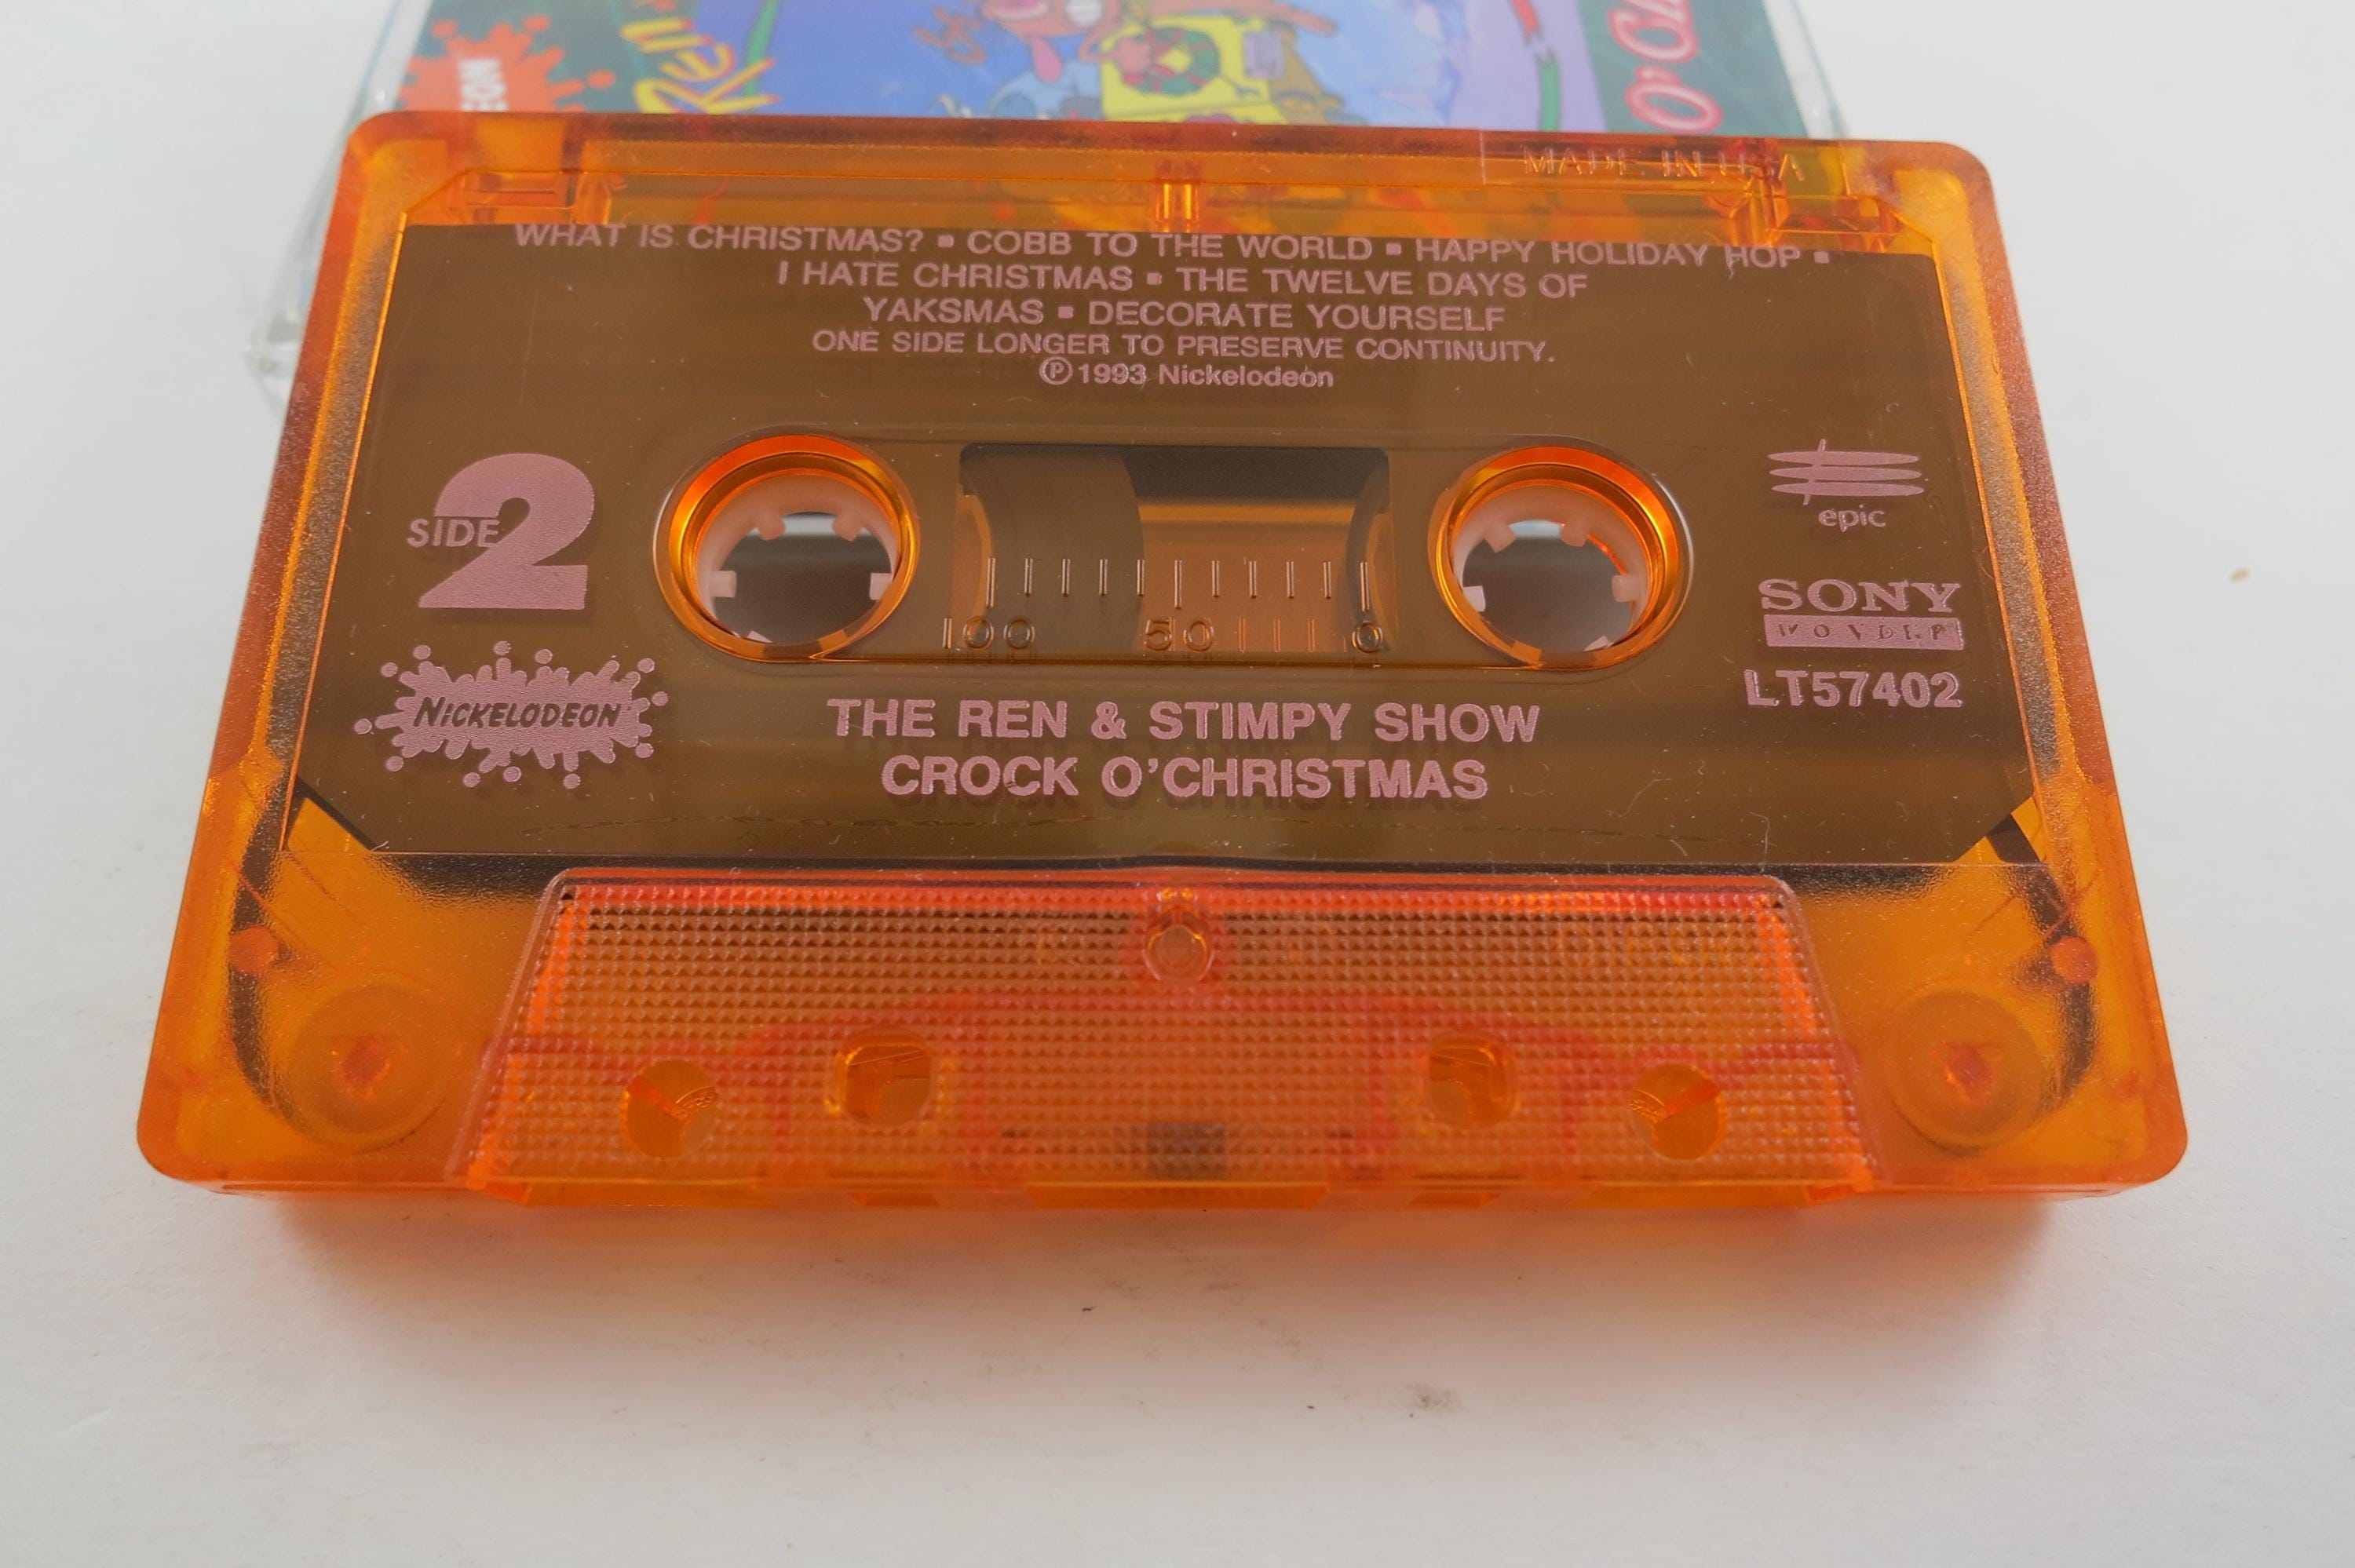 Ren
MADE IN USA
WHAT IS CHRISTMAS? ▪ COBB TO THE WORLD ▪ HAPPY HOLIDAY HOP ▪
I HATE CHRISTMAS ▪ THE TWELVE DAYS OF
YAKSMAS ▪ DECORATE YOURSELF
ONE SIDE LONGER TO PRESERVE CONTINUITY.
Ⓟ 1993 Nickelodeon
SIDE 2
100 50 0
epic
SONY
WONDER
LT57402
NICKELODEON
THE REN & STIMPY SHOW
CROCK O'CHRISTMAS